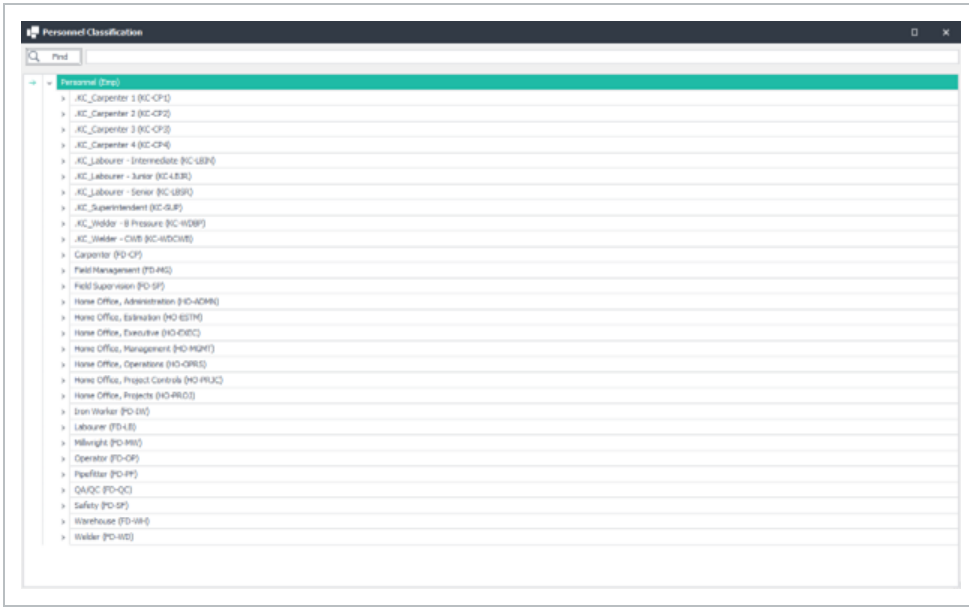 Personnel Classification
Find
Personnel (Emp)
.KC_Carpenter 1 (KC-CP1)
.KC_Carpenter 2 (KC-CP2)
.KC_Carpenter 3 (KC-CP3)
.KC_Carpenter 4 (KC-CP4)
.KC_Labourer - Intermediate (KC-LBIN)
.KC_Labourer - Junior (KC-LBJR)
.KC_Labourer - Senior (KC-LBSR)
.KC_Superintendent (KC-SUP)
.KC_Welder - B Pressure (KC-WDBP)
.KC_Welder - CWB (KC-WDCWB)
Carpenter (FD-CP)
Field Management (FD-MG)
Field Supervision (FD-SP)
Home Office, Administration (HO-ADMN)
Home Office, Estimation (HO-ESTM)
Home Office, Executive (HO-EXEC)
Home Office, Management (HO-MGMT)
Home Office, Operations (HO-OPRS)
Home Office, Project Controls (HO-PRJC)
Home Office, Projects (HO-PROJ)
Iron Worker (FD-IW)
Labourer (FD-LB)
Millwright (FD-MW)
Operator (FD-OP)
Pipefitter (FD-PF)
QA/QC (FD-QC)
Safety (FD-SF)
Warehouse (FD-WH)
Welder (FD-WD)